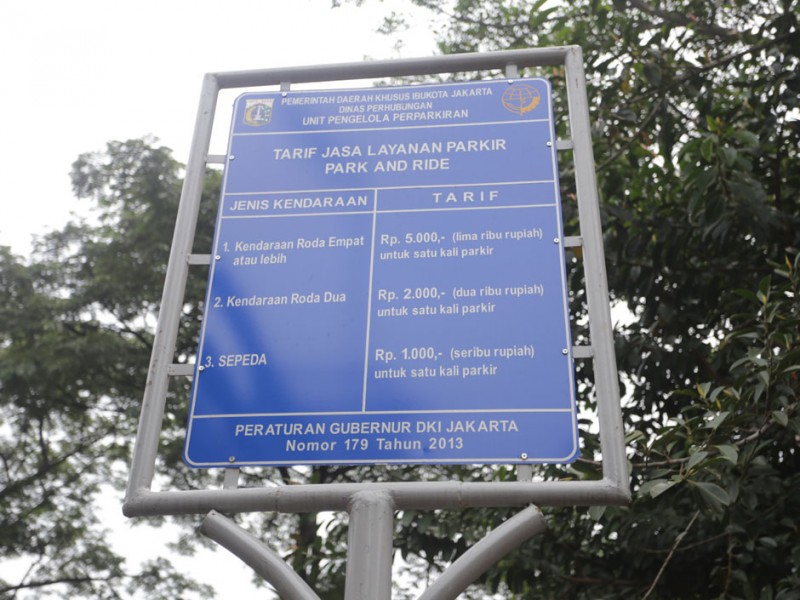 PEMERINTAH DAERAH KHUSUS IBUKOTA JAKARTA
DINAS PERHUBUNGAN
UNIT PENGELOLA PERPARKIRAN
TARIF JASA LAYANAN PARKIR
PARK AND RIDE
JENIS KENDARAAN TARIF
1. Kendaraan Roda Empat atau lebih
Rp. 5.000,- (lima ribu rupiah)
untuk satu kali parkir
2. Kendaraan Roda Dua
Rp. 2.000,- (dua ribu rupiah)
untuk satu kali parkir
3. SEPEDA
Rp. 1.000,- (seribu rupiah)
untuk satu kali parkir
PERATURAN GUBERNUR DKI JAKARTA
Nomor 179 Tahun 2013